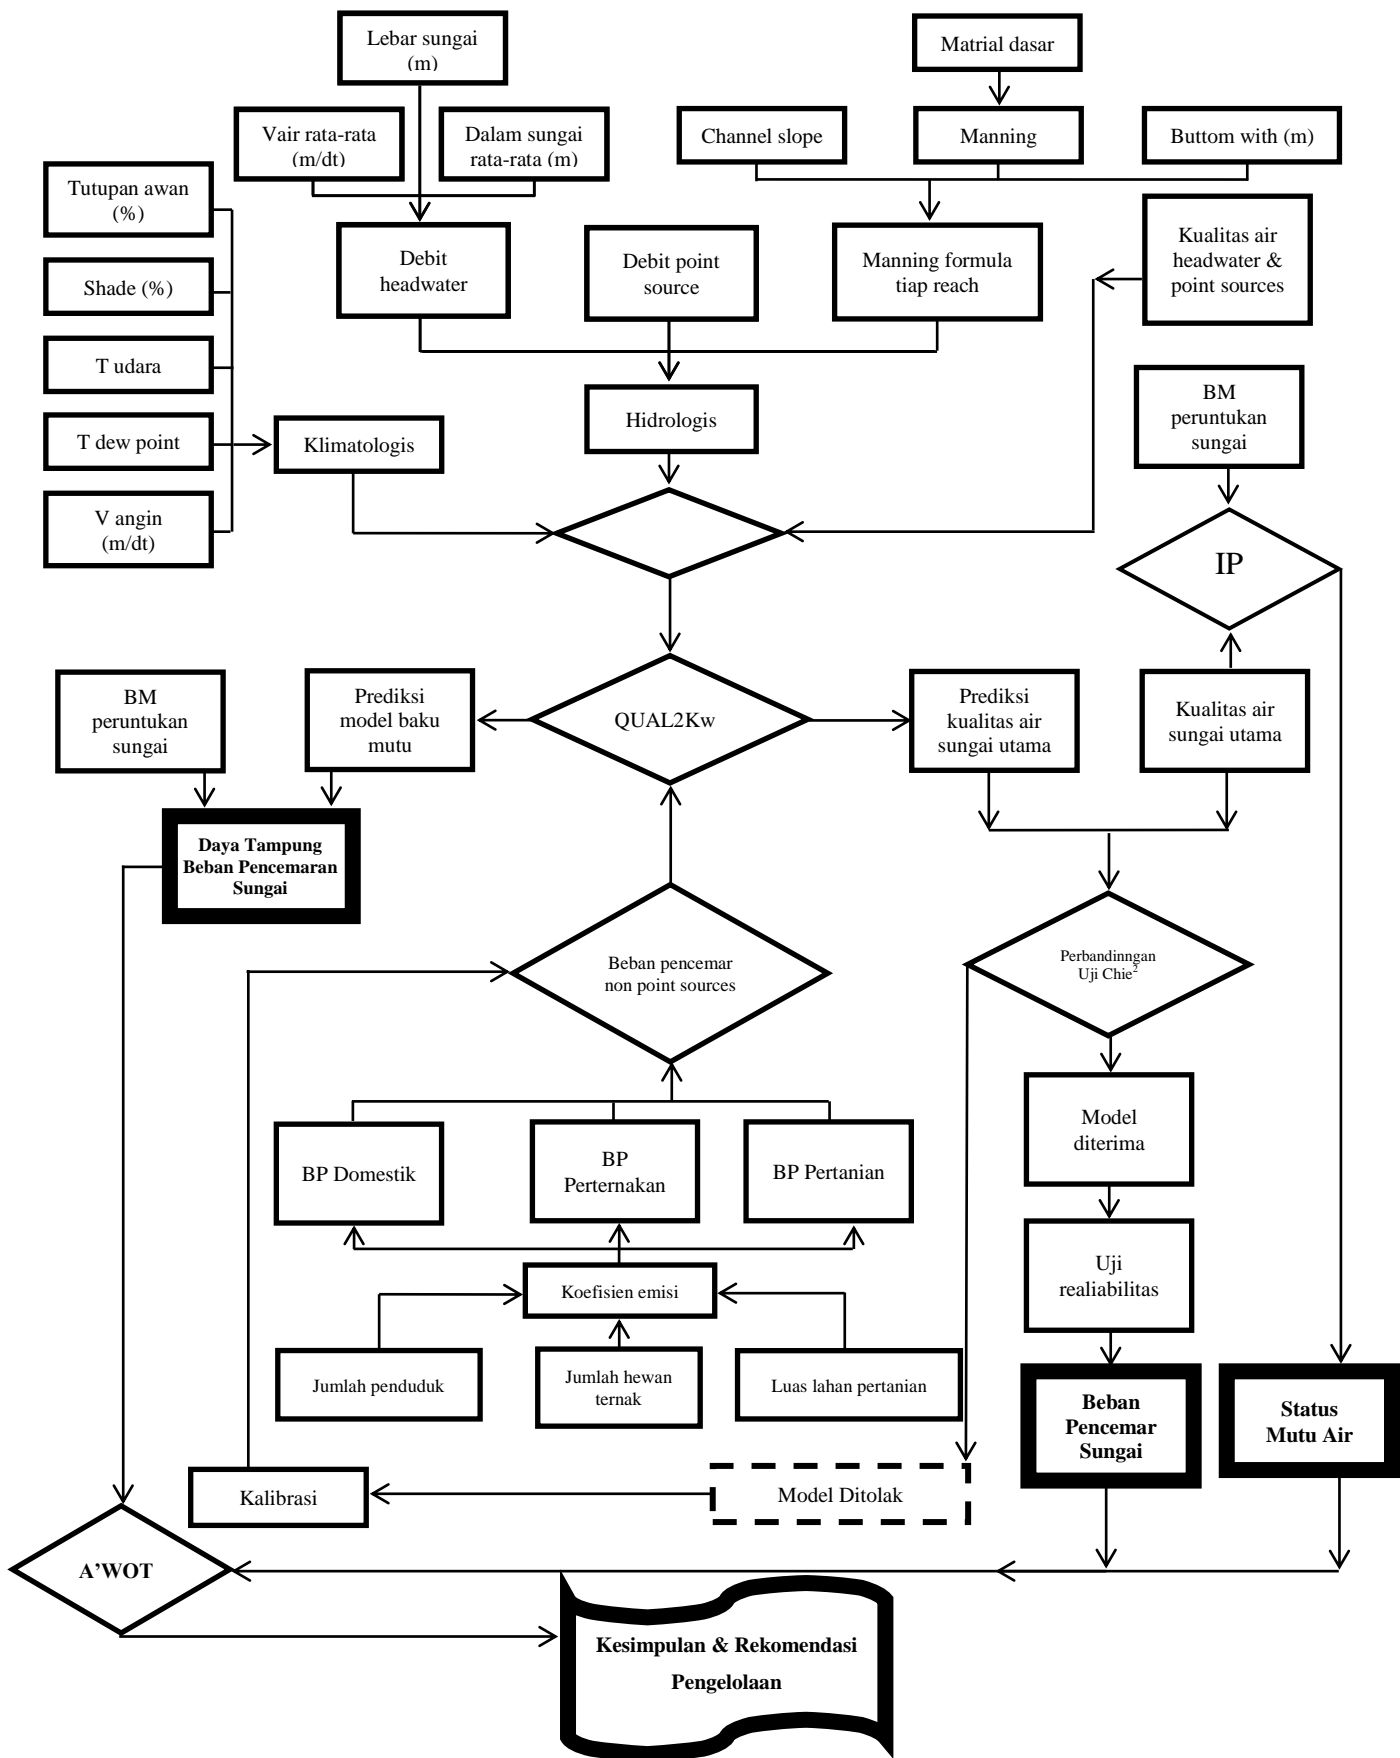 Lebar sungai
(m)
Matrial dasar
Vair rata-rata
(m/dt)
Dalam sungai
rata-rata (m)
Channel slope
Manning
Buttom with (m)
Tutupan awan
(%)
Shade (%)
T udara
T dew point
V angin
(m/dt)
Debit
headwater
Debit point
source
Manning formula
tiap reach
Kualitas air
headwater &
point sources
Klimatologis
Hidrologis
BM
peruntukan
sungai
IP
BM
peruntukan
sungai
Prediksi
model baku
mutu
QUAL2Kw
Prediksi
kualitas air
sungai utama
Kualitas air
sungai utama
Daya Tampung
Beban Pencemaran
Sungai
Beban pencemar
non point sources
Perbandinngan
Uji Chie²
BP Domestik
BP
Perternakan
BP Pertanian
Model
diterima
Koefisien emisi
Uji
realiabilitas
Jumlah penduduk
Jumlah hewan
ternak
Luas lahan pertanian
Beban
Pencemar
Sungai
Status
Mutu Air
Kalibrasi
Model Ditolak
A’WOT
Kesimpulan & Rekomendasi
Pengelolaan